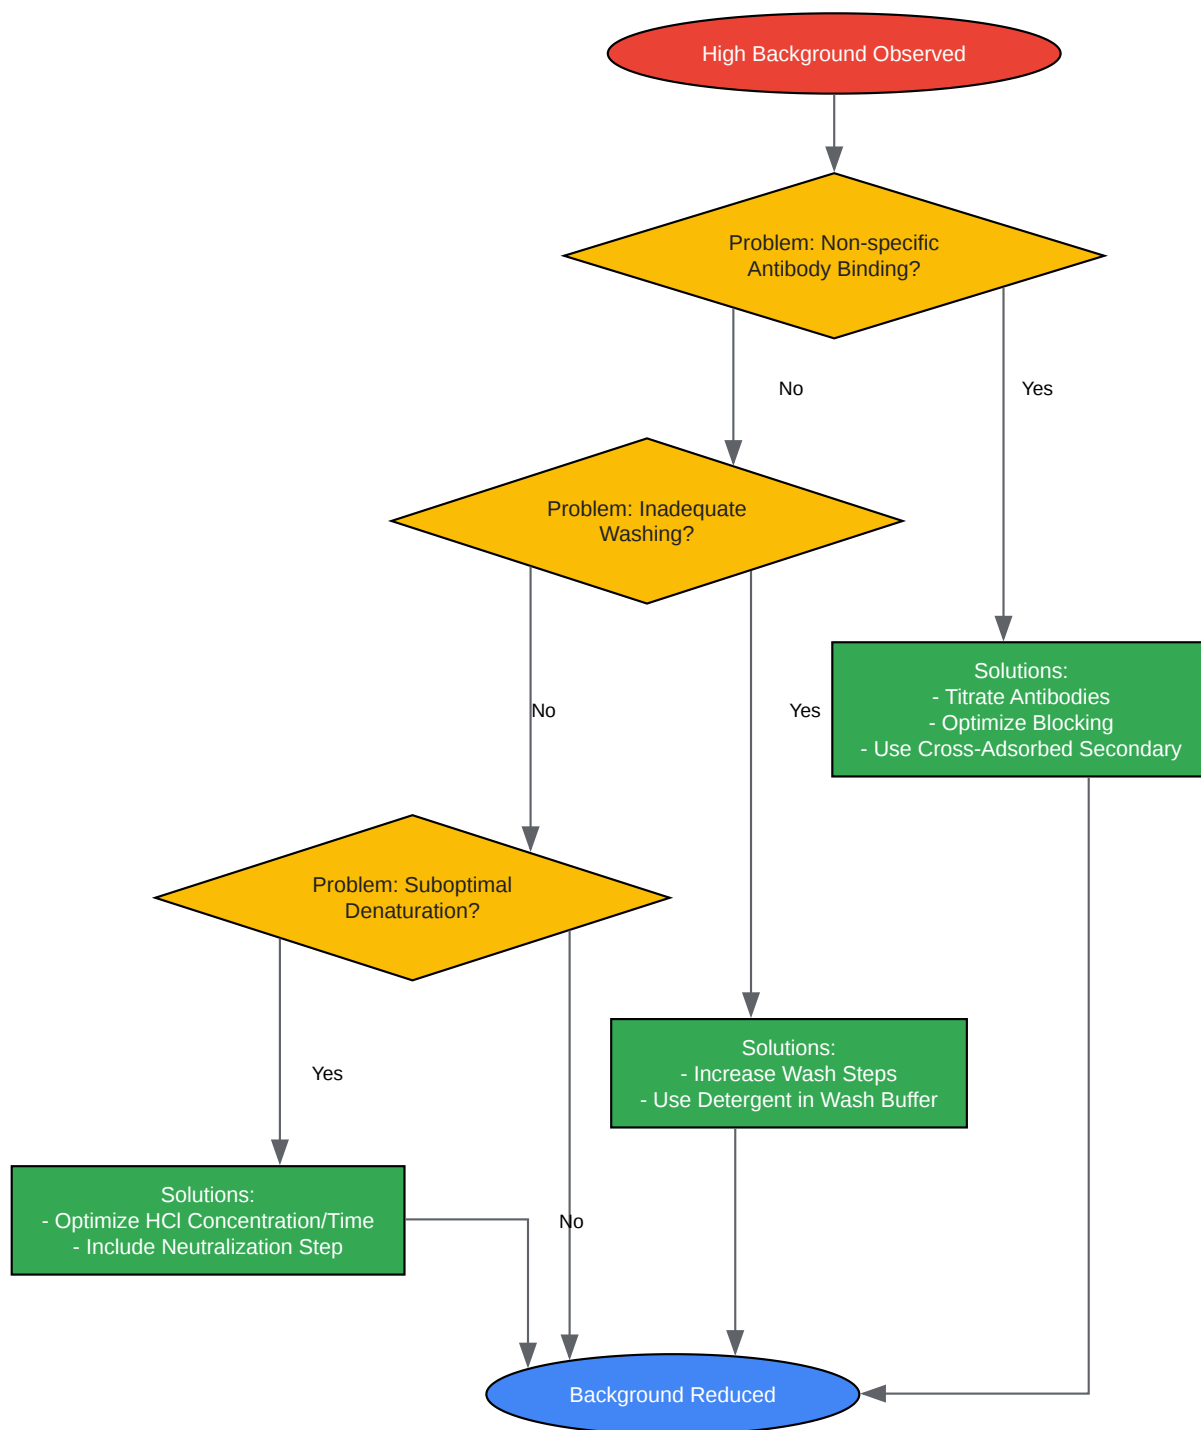 High Background Observed
Problem: Non-specific
Antibody Binding?
No
Yes
Problem: Inadequate
Washing?
Solutions:
- Titrate Antibodies
- Optimize Blocking
- Use Cross-Adsorbed Secondary
No
Yes
Problem: Suboptimal
Denaturation?
Solutions:
- Increase Wash Steps
- Use Detergent in Wash Buffer
Yes
Solutions:
- Optimize HCl Concentration/Time
- Include Neutralization Step
No
Background Reduced